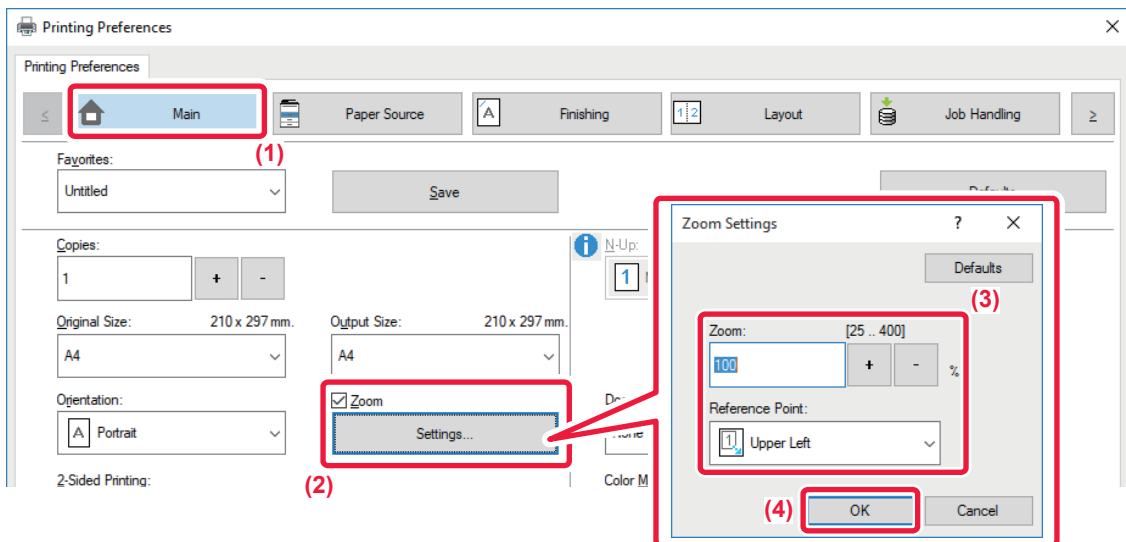 Printing Preferences
Printing Preferences
≤ Main Paper Source Finishing Layout Job Handling ≥
(1)
Favorites:
Untitled Save
Copies: N-Up:
1 + - 1
Original Size: 210 x 297 mm. Output Size: 210 x 297 mm.
A4 A4
Orientation: Zoom
A Portrait Settings...
(2)
2-Sided Printing: Color M
Zoom Settings ? ×
Defaults
(3)
Zoom: [25 .. 400]
100 + - %
Reference Point:
1 Upper Left
(4) OK Cancel